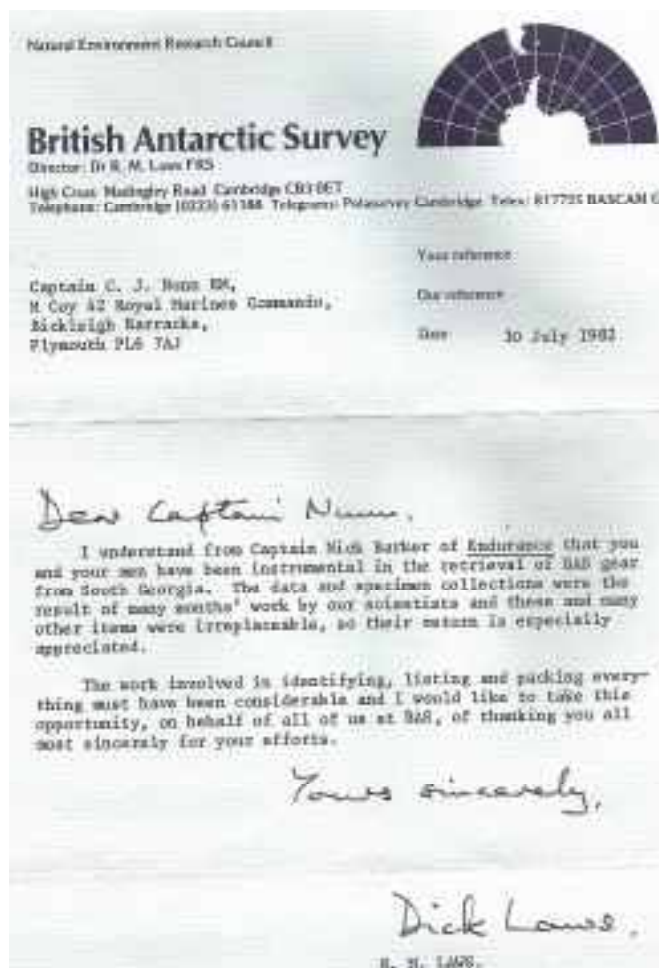 Natural Environment Research Council
British Antarctic Survey
Director: Dr R. M. Laws FRS
High Cross Madingley Road Cambridge CB3 0ET
Telephone: Cambridge (0223) 61188 Telegrams: Polasurvey Cambridge Telex: 817725 BASCAM G
Your reference
Captain C. J. Nunn RM,
M Coy 42 Royal Marines Commando,
Our reference
Bickleigh Barracks,
Date 30 July 1982
Plymouth PL6 7AJ
Dear Captain Nunn,
I understand from Captain Nick Barker of Endurance that you
and your men have been instrumental in the retrieval of BAS gear
from South Georgia. The data and specimen collections were the
result of many months' work by our scientists and these and many
other items were irreplaceable, so their return is especially
appreciated.
The work involved in identifying, listing and packing every-
thing must have been considerable and I would like to take this
opportunity, on behalf of all of us at BAS, of thanking you all
most sincerely for your efforts.
Yours sincerely,
Dick Laws.
R. M. LAWS.